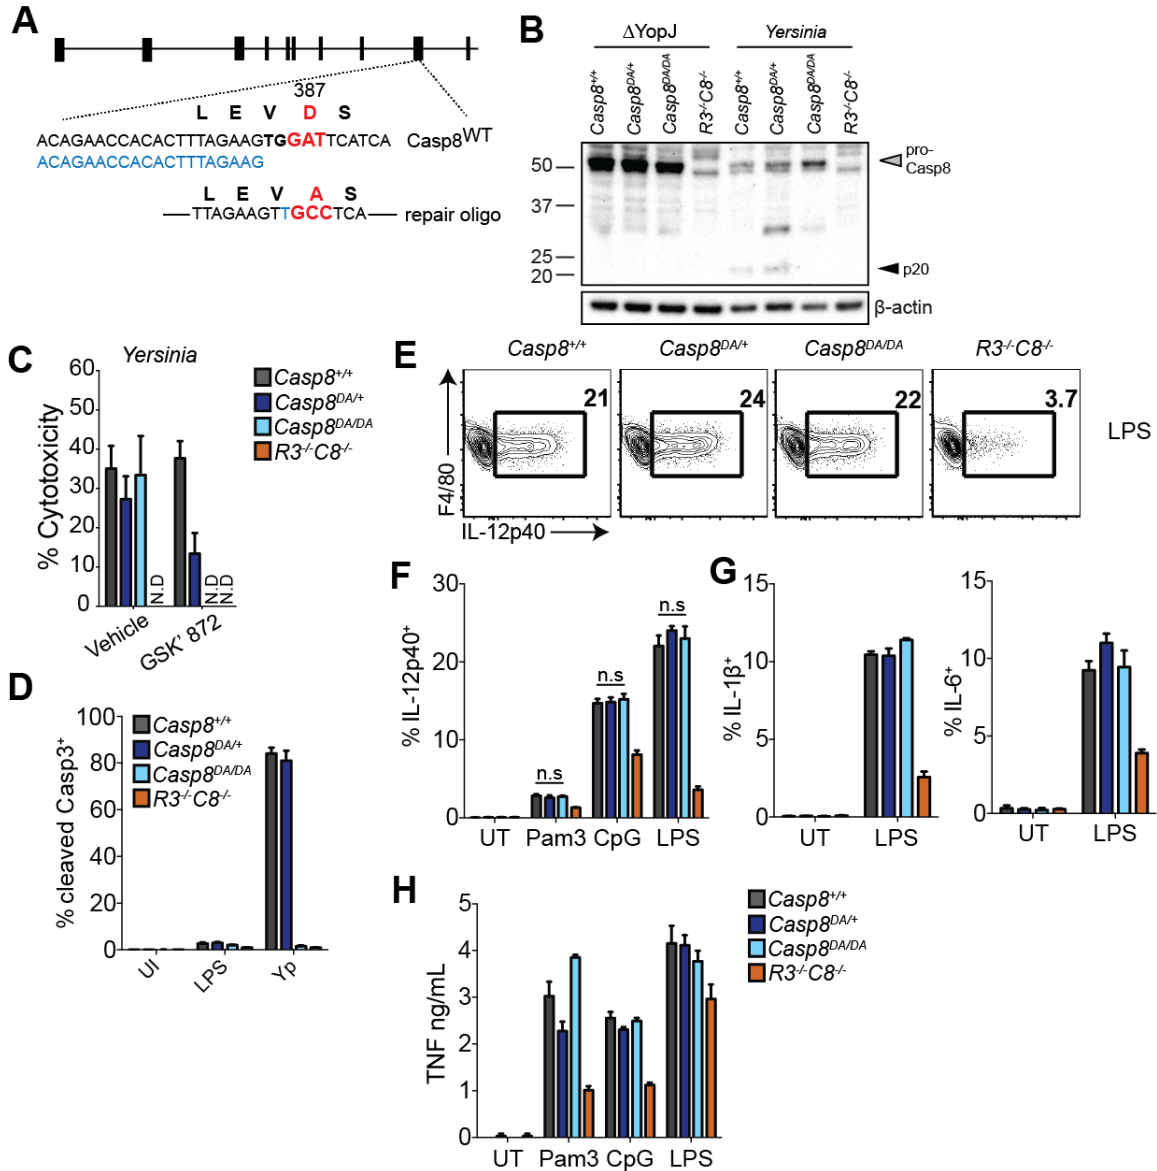 A
387
L E V D S
ACAGAACCACACTTTAGAAGTGGATTCATCA Casp8WT
ACAGAACCACACTTTAGAAG
L E V A S
TTAGAAGTTGCCTCA repair oligo
B
ΔYopJ Yersinia
Casp8+/+ Casp8DA/+ Casp8DA/DA R3-/-C8-/- Casp8+/+ Casp8DA/+ Casp8DA/DA R3-/-C8-/-
50
37
25
20
pro-
Casp8
p20
β-actin
C
Yersinia
% Cytotoxicity
60
50
40
30
20
10
0
N.D
N.D
N.D
Vehicle GSK' 872
Casp8+/+
Casp8DA/+
Casp8DA/DA
R3-/-C8-/-
D
% cleaved Casp3+
100
80
60
40
20
0
Casp8+/+
Casp8DA/+
Casp8DA/DA
R3-/-C8-/-
UI LPS Yp
E
Casp8+/+ Casp8DA/+ Casp8DA/DA R3-/-C8-/-
21 24 22 3.7
LPS
F4/80
IL-12p40
F
% IL-12p40+
30
20
10
0
n.s
n.s
n.s
UT Pam3 CpG LPS
G
% IL-1β+
15
10
5
0
UT LPS
% IL-6+
15
10
5
0
UT LPS
H
TNF ng/mL
5
4
3
2
1
0
UT Pam3 CpG LPS
Casp8+/+
Casp8DA/+
Casp8DA/DA
R3-/-C8-/-